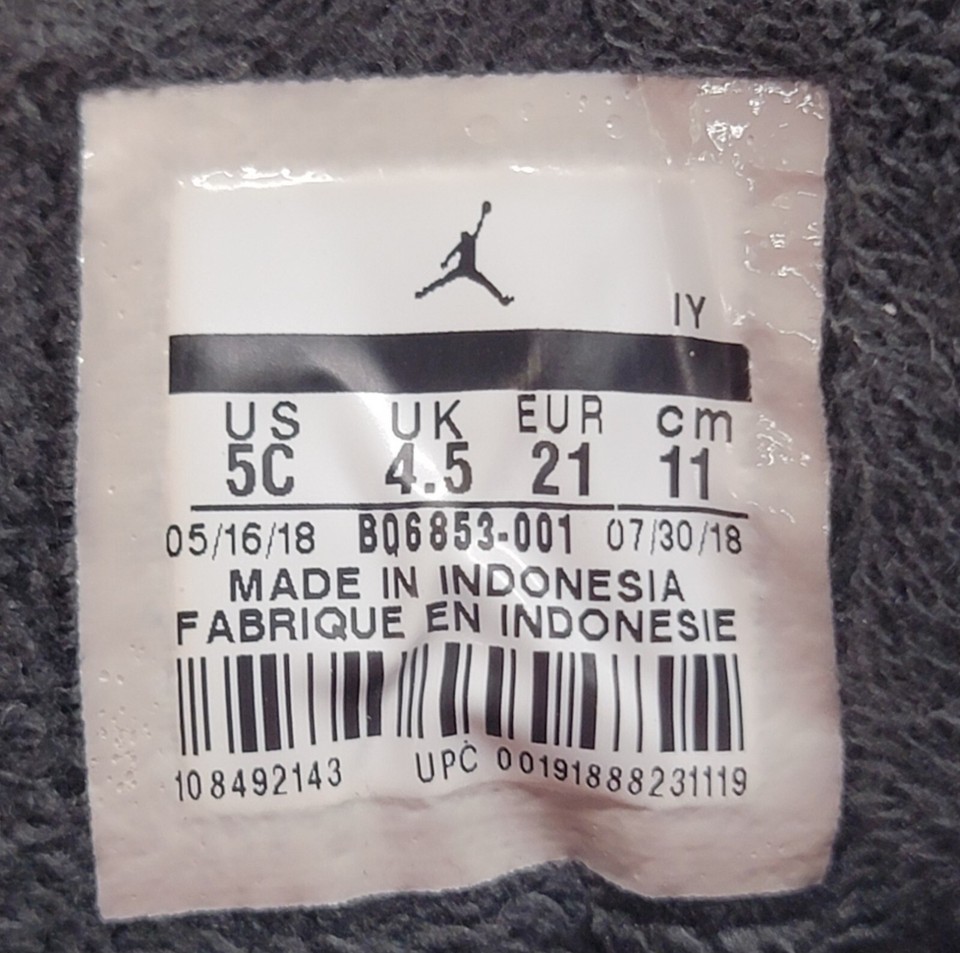 IY
US UK EUR cm
5C 4.5 21 11
05/16/18 BQ6853-001 07/30/18
MADE IN INDONESIA
FABRIQUE EN INDONESIE
108492143 UPC 00191888231119